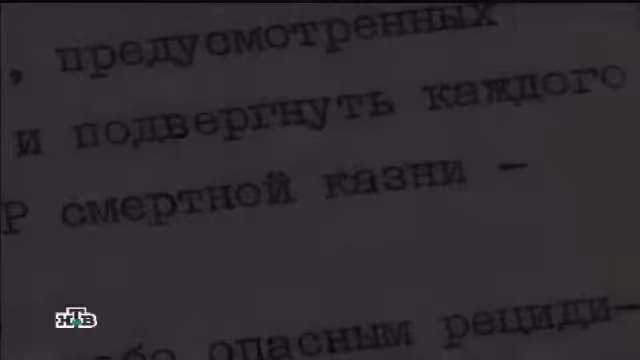 , предусмотренных
и подвергнуть каждого
Р смертной казни –
опасным рециди–
НТВ